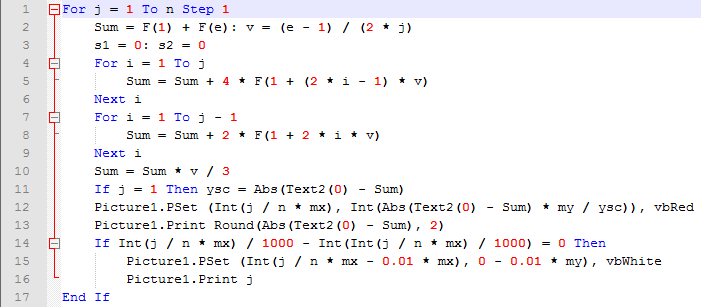 1 For j = 1 To n Step 1
2 Sum = F(1) + F(e): v = (e - 1) / (2 * j)
3 s1 = 0: s2 = 0
4 For i = 1 To j
5 Sum = Sum + 4 * F(1 + (2 * i - 1) * v)
6 Next i
7 For i = 1 To j - 1
8 Sum = Sum + 2 * F(1 + 2 * i * v)
9 Next i
10 Sum = Sum * v / 3
11 If j = 1 Then ysc = Abs(Text2(0) - Sum)
12 Picture1.PSet (Int(j / n * mx), Int(Abs(Text2(0) - Sum) * my / ysc)), vbRed
13 Picture1.Print Round(Abs(Text2(0) - Sum), 2)
14 If Int(j / n * mx) / 1000 - Int(Int(j / n * mx) / 1000) = 0 Then
15 Picture1.PSet (Int(j / n * mx - 0.01 * mx), 0 - 0.01 * my), vbWhite
16 Picture1.Print j
17 End If